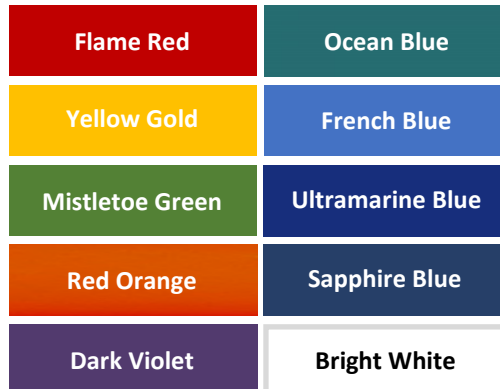 Flame Red
Ocean Blue
Yellow Gold
French Blue
Mistletoe Green
Ultramarine Blue
Red Orange
Sapphire Blue
Dark Violet
Bright White